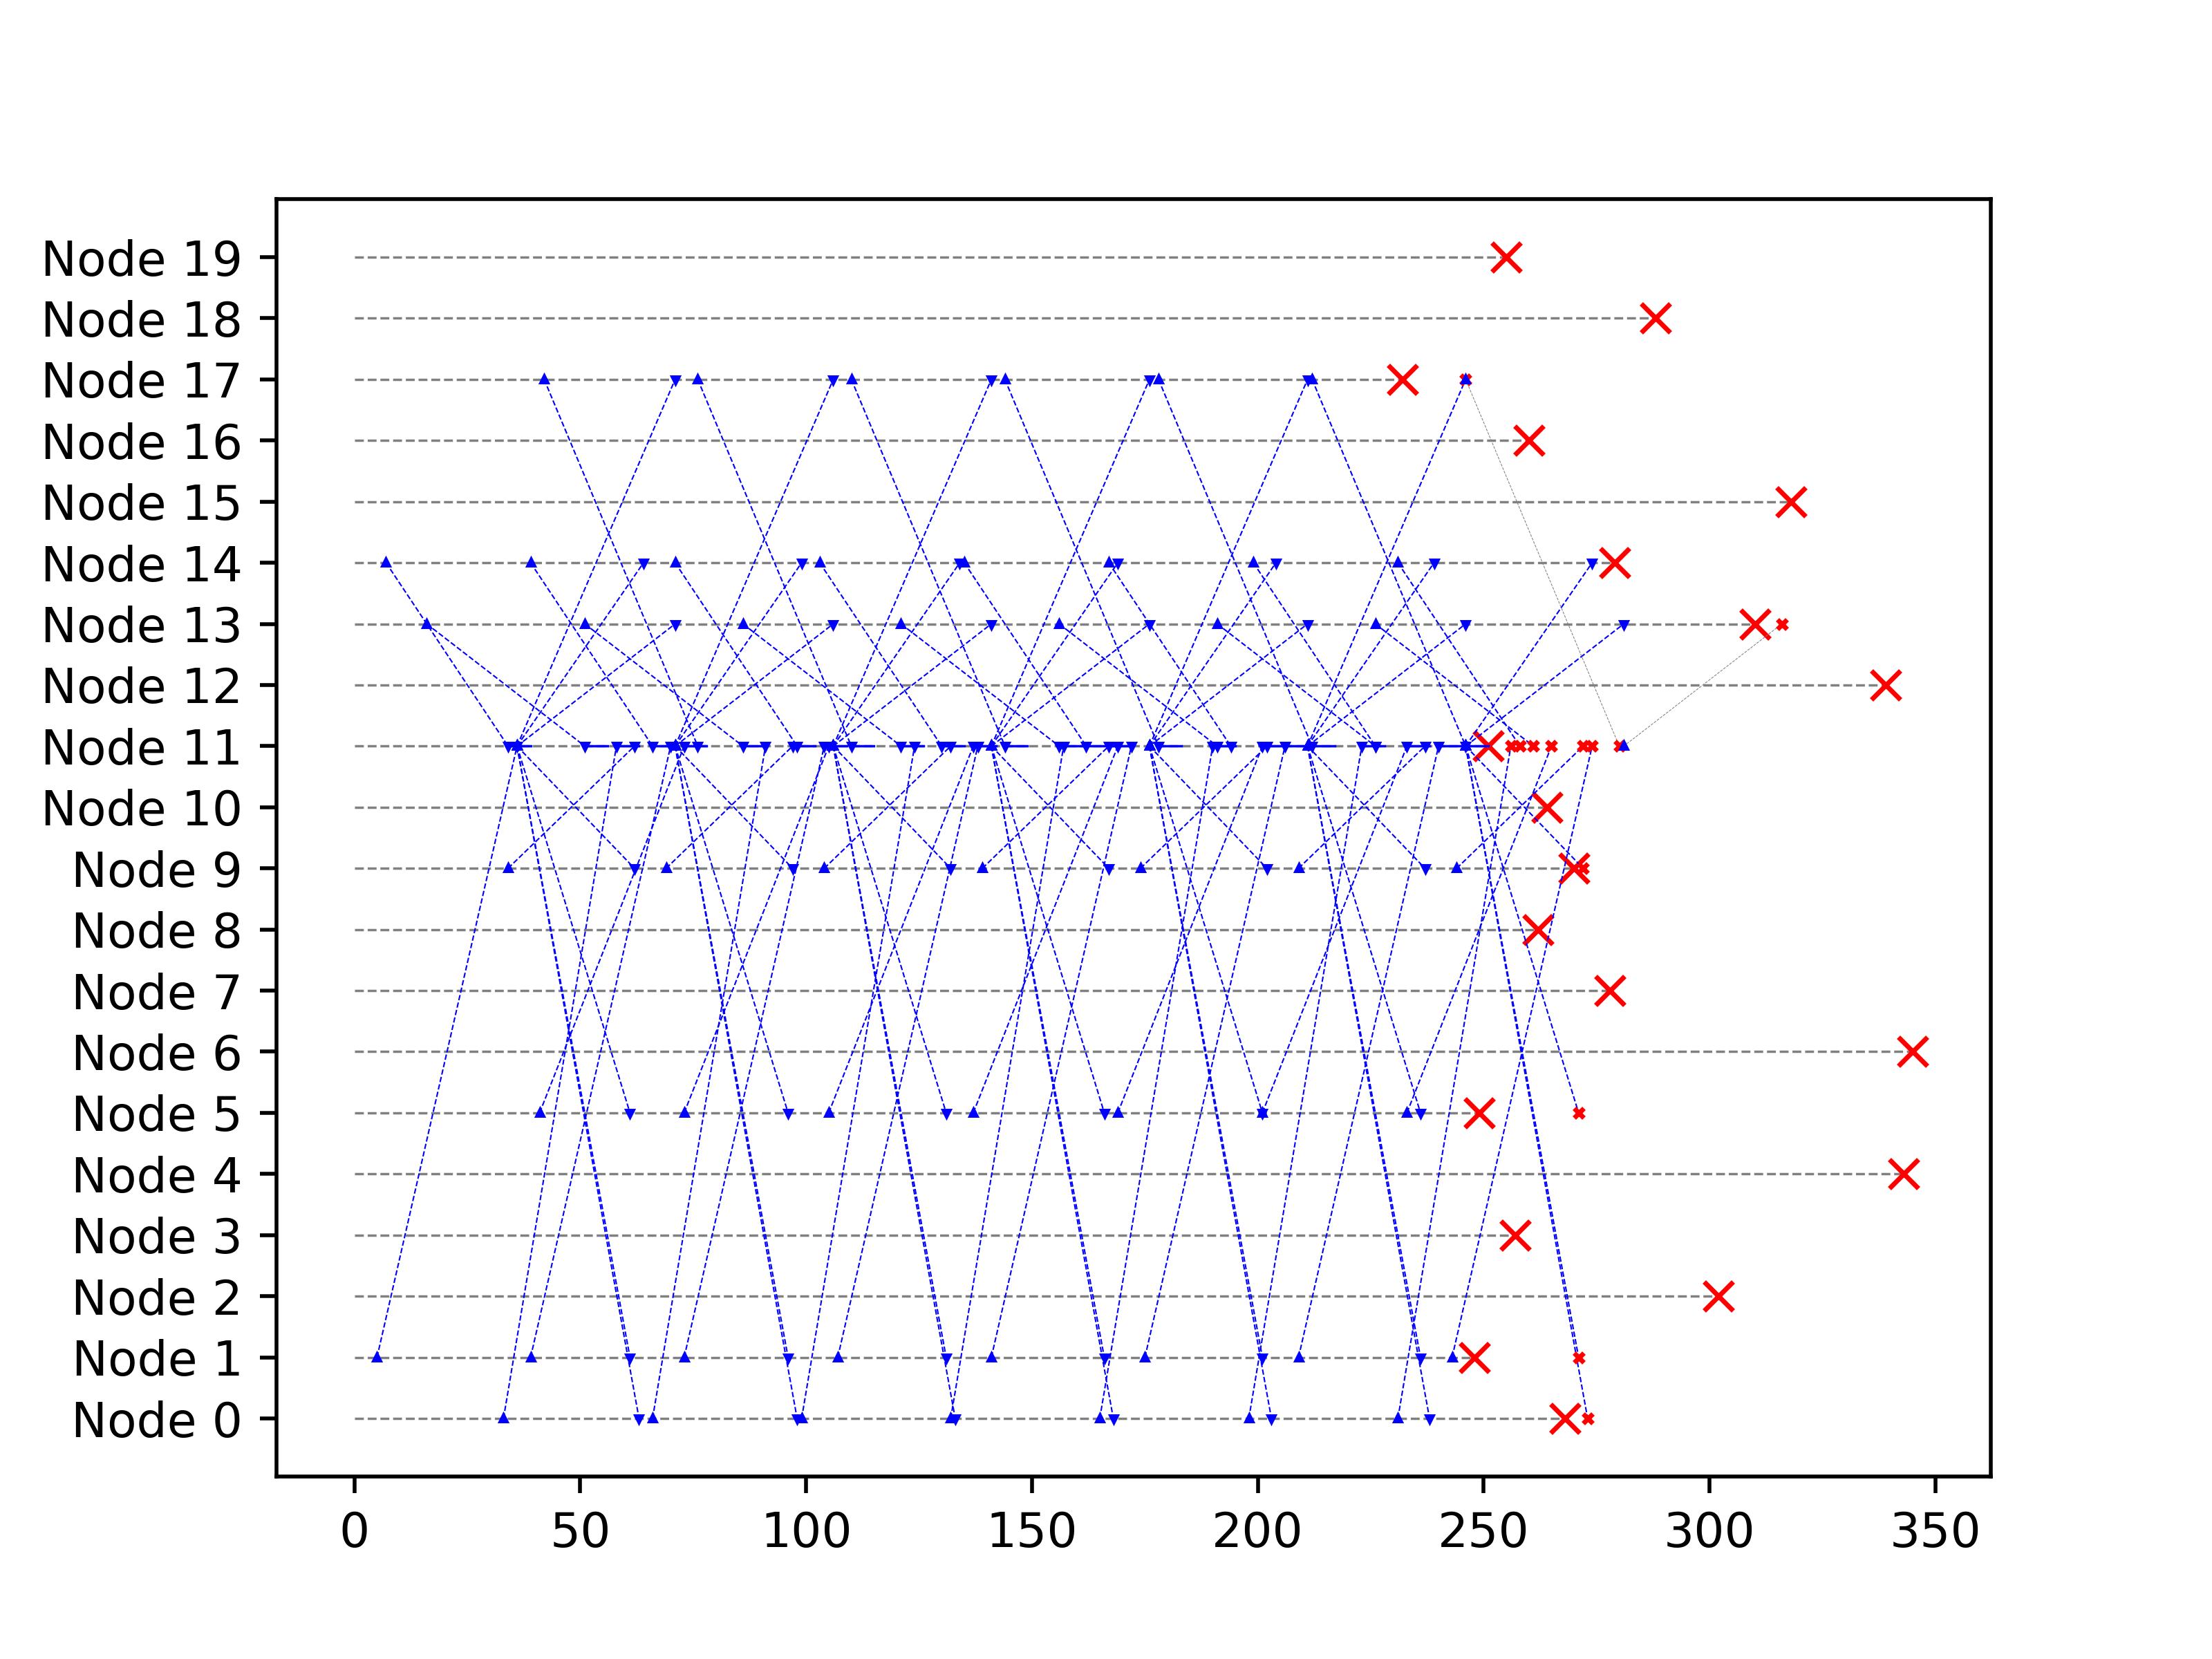 Node 19
Node 18
Node 17
Node 16
Node 15
Node 14
Node 13
Node 12
Node 11
Node 10
Node 9
Node 8
Node 7
Node 6
Node 5
Node 4
Node 3
Node 2
Node 1
Node 0
0 50 100 150 200 250 300 350